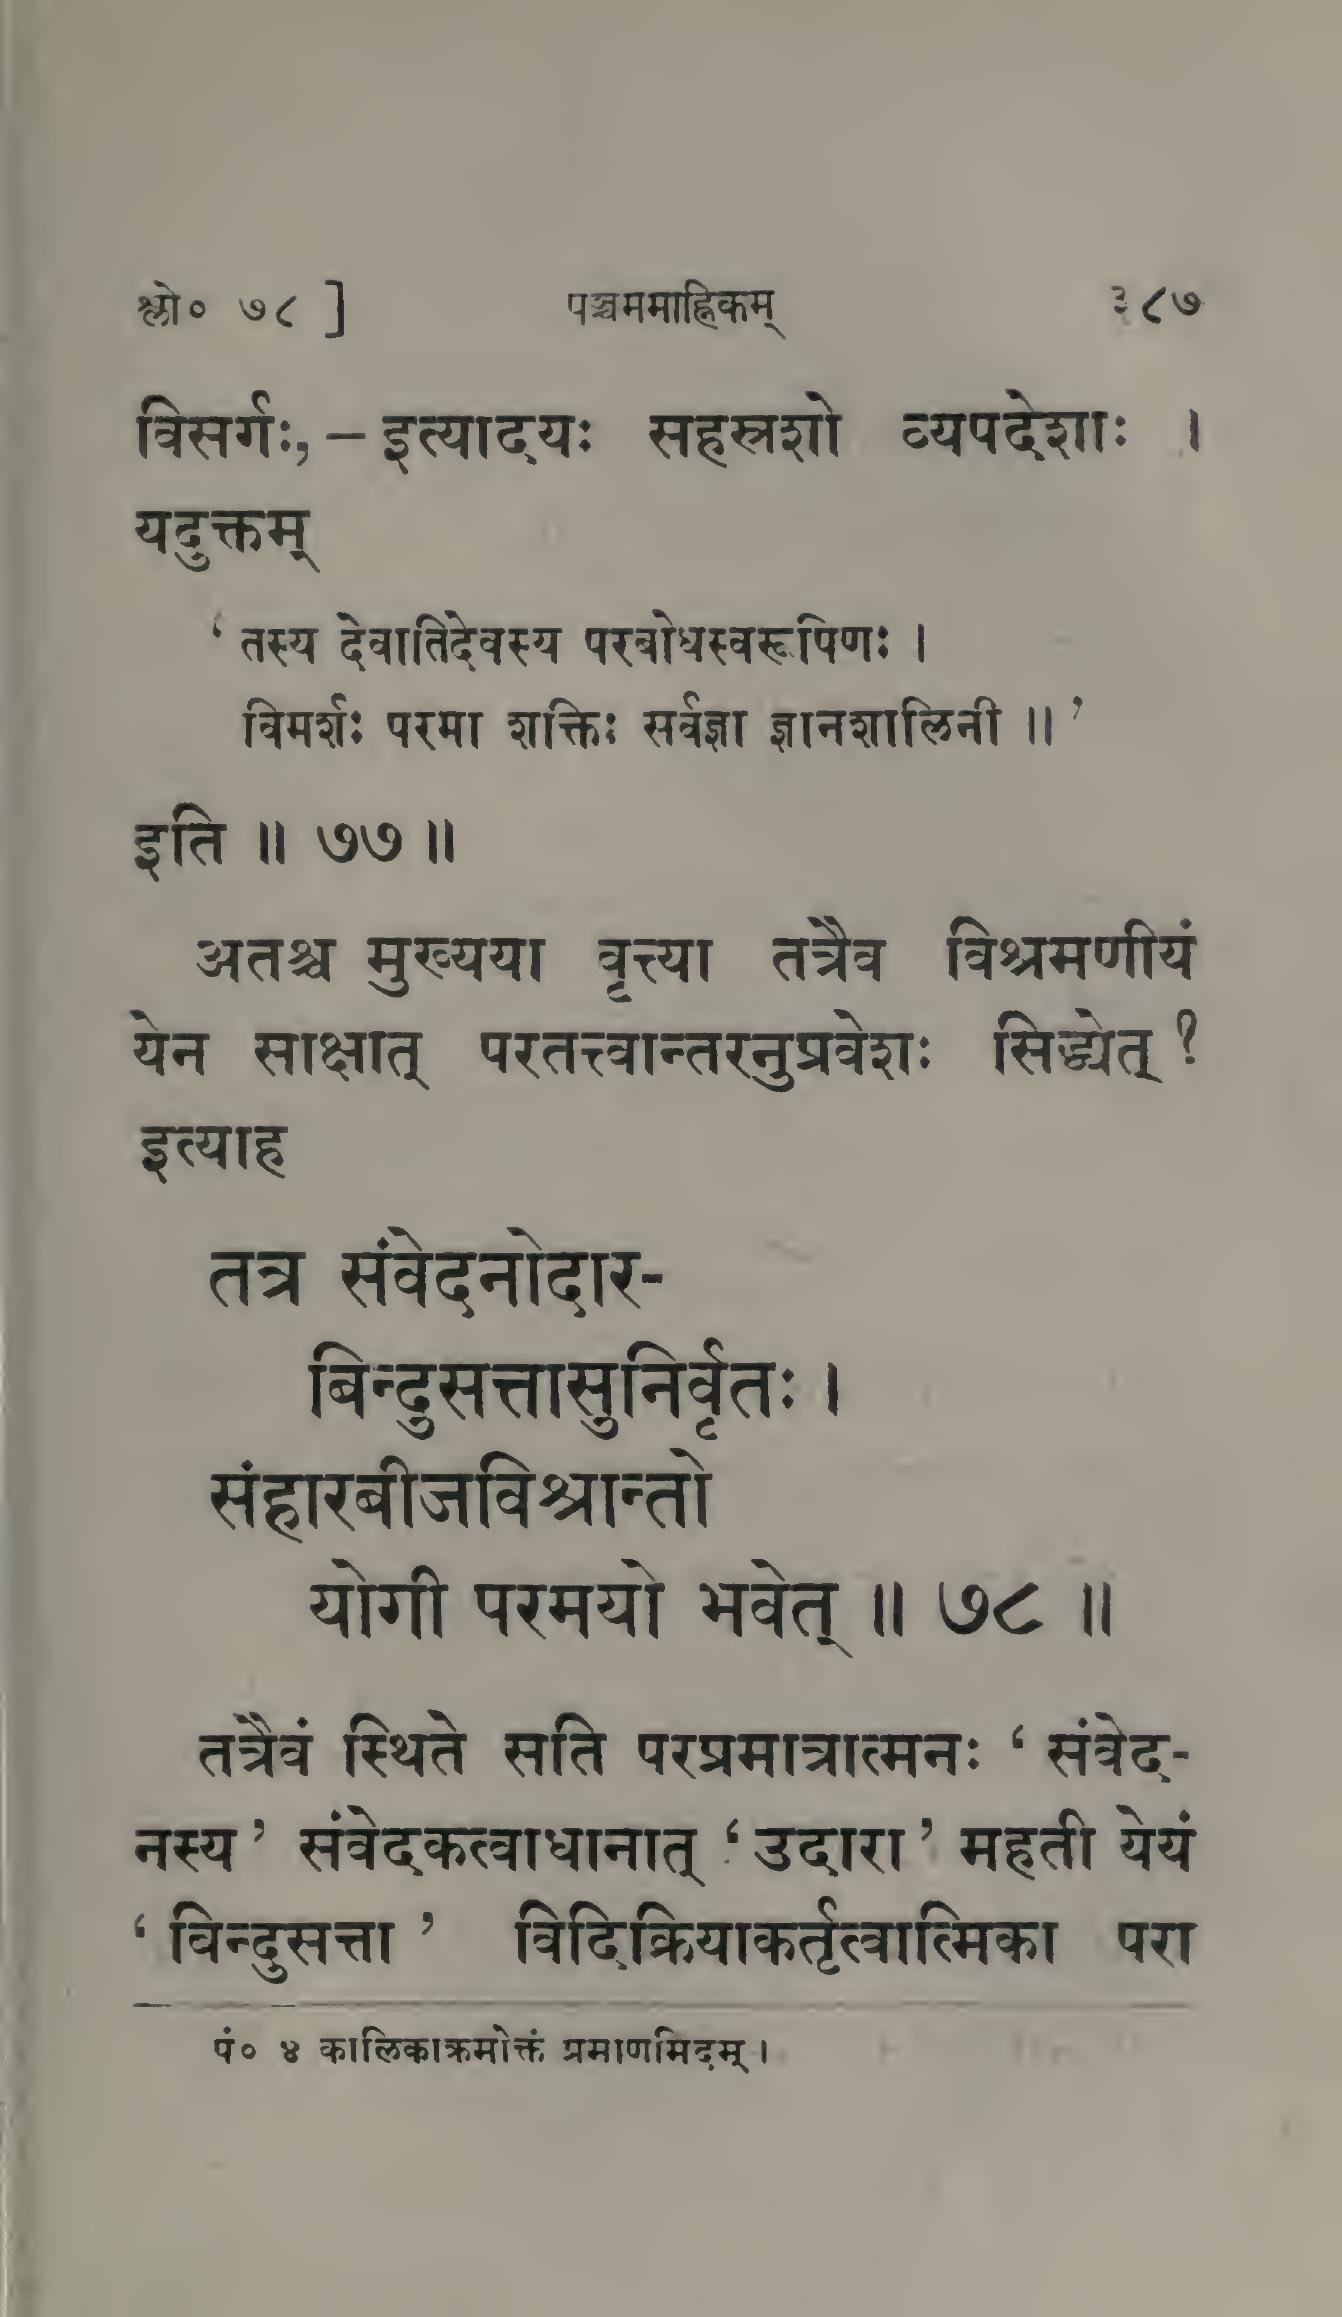 श्लो० ७८ ] पञ्चममाह्निकम् ३८७
विसर्गः,—इत्यादयः सहस्रशो व्यपदेशाः ।
यदुक्तम्
‘ तस्य देवातिदेवस्य परबोधस्वरूपिणः ।
विमर्शः परमा शक्तिः सर्वज्ञा ज्ञानशालिनी ॥ ’
इति ॥ ७७ ॥
अतश्च मुख्यया वृत्त्या तत्रैव विश्रमणीयं
येन साक्षात् परतत्त्वान्तरनुप्रवेशः सिद्ध्येत् ?
इत्याह
तत्र संवेदनोदार-
बिन्दुसत्तासुनिर्वृतः ।
संहारबीजविश्रान्तो
योगी परमयो भवेत् ॥ ७८ ॥
तत्रैवं स्थिते सति परप्रमात्रात्मनः ‘ संवेद-
नस्य ’ संवेदकत्वाधानात् ‘ उदारा ’ महती येयं
‘ विन्दुसत्ता ’ विदिक्रियाकर्तृत्वात्मिका परा
पं० ४ कालिकाक्रमोक्तं प्रमाणमिदम् ।